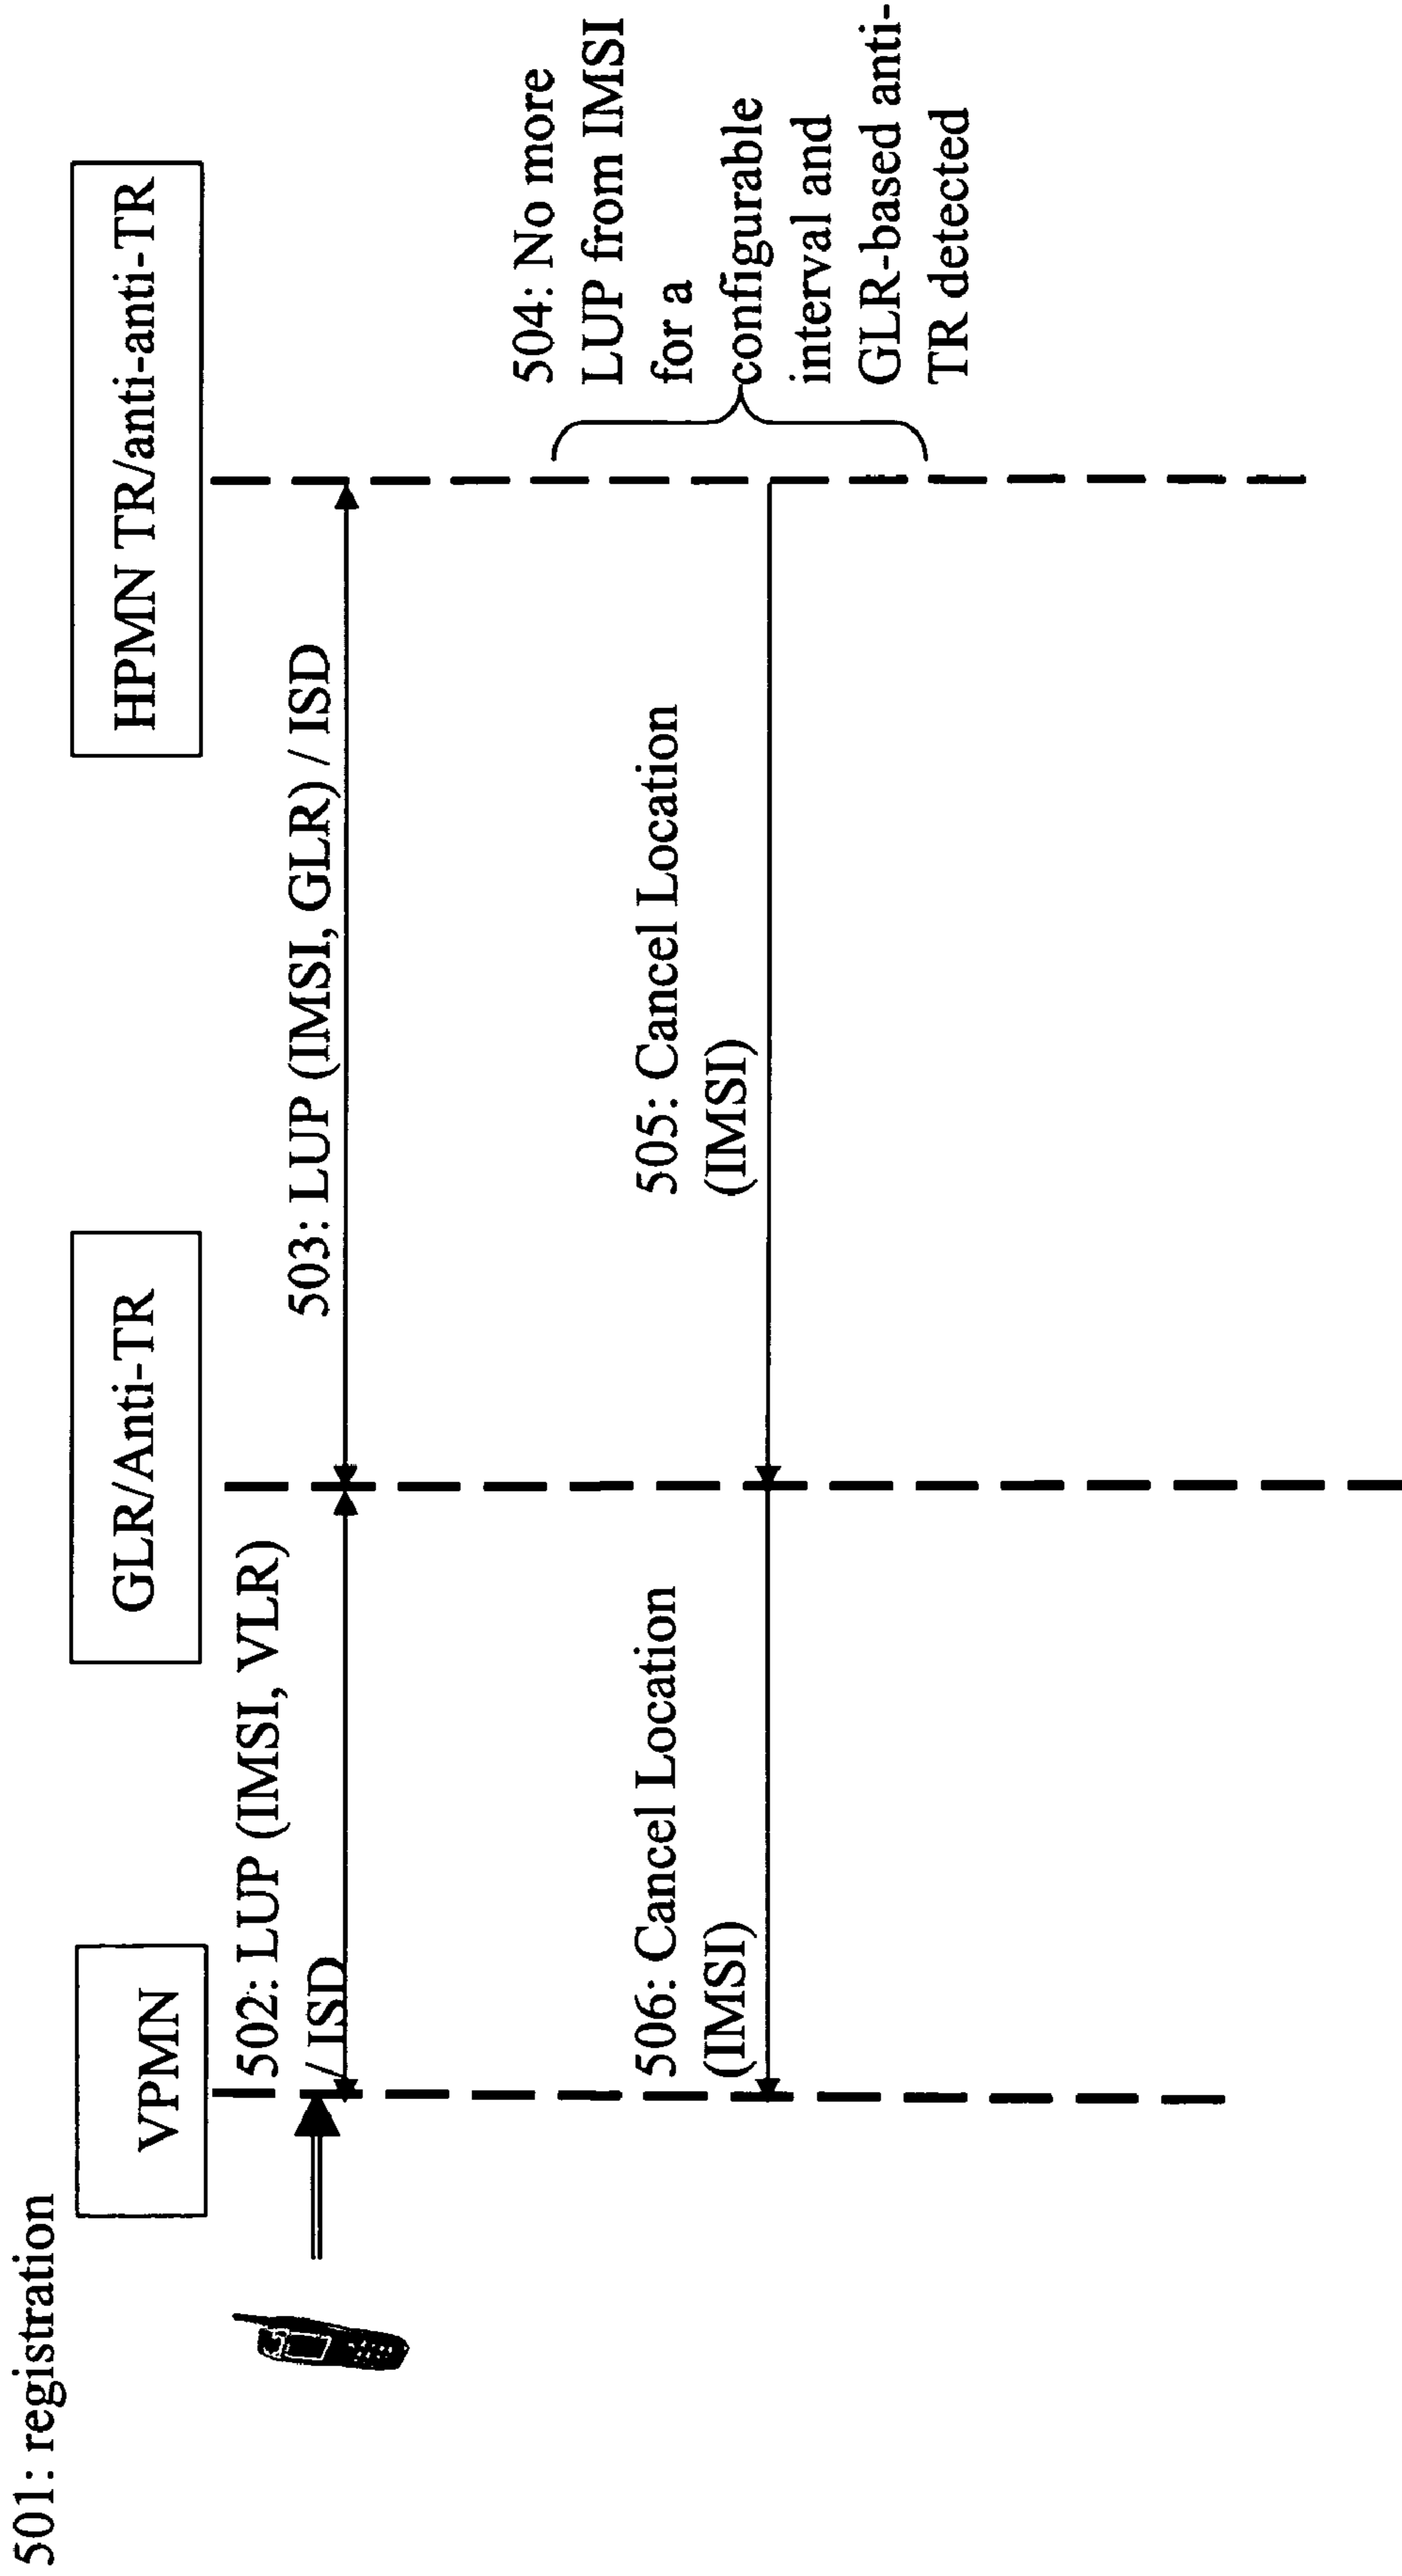 501: registration
VPMN
GLR/Anti-TR
HPMN TR/anti-anti-TR
502: LUP (IMSI, VLR)
/ ISD
503: LUP (IMSI, GLR) / ISD
504: No more
LUP from IMSI
for a
configurable
interval and
GLR-based anti-
TR detected
505: Cancel Location
(IMSI)
506: Cancel Location
(IMSI)